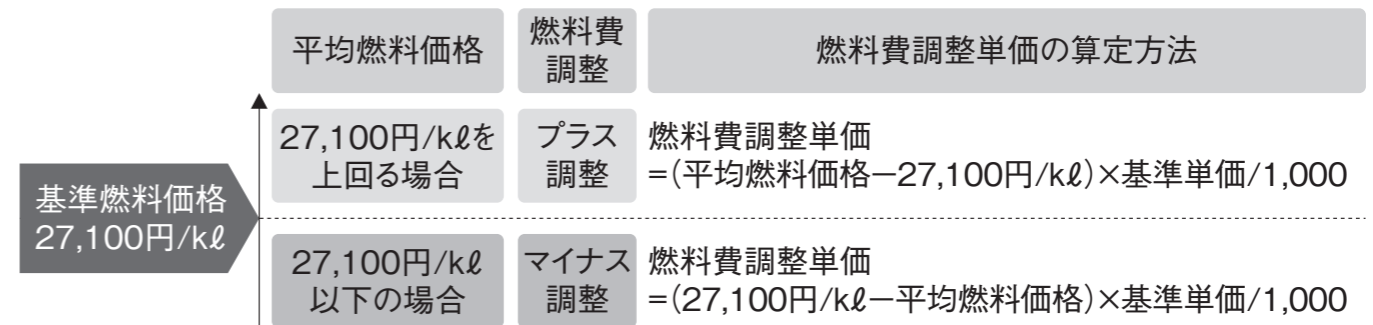 平均燃料価格
燃料費
調整
燃料費調整単価の算定方法
基準燃料価格
27,100円/kℓ
27,100円/kℓを
上回る場合
プラス
調整
燃料費調整単価
=(平均燃料価格−27,100円/kℓ)×基準単価/1,000
27,100円/kℓ
以下の場合
マイナス
調整
燃料費調整単価
=(27,100円/kℓ−平均燃料価格)×基準単価/1,000